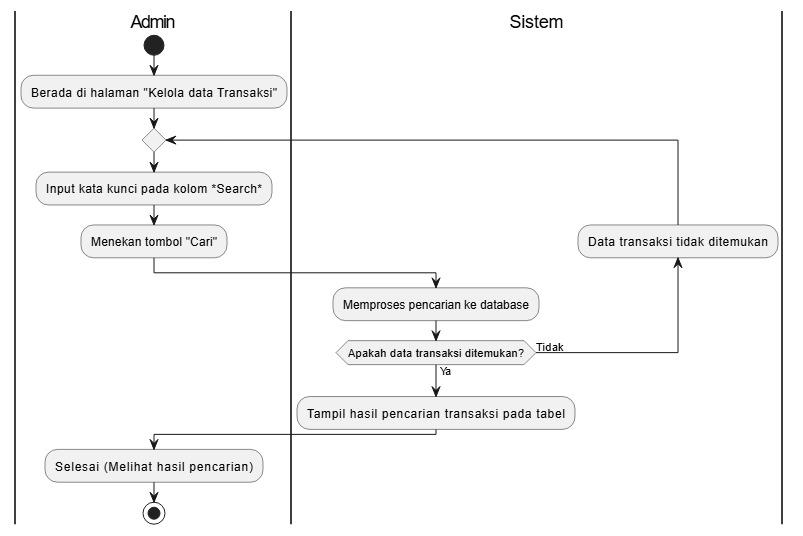 Admin
Sistem
Berada di halaman "Kelola data Transaksi"
Input kata kunci pada kolom *Search*
Menekan tombol "Cari"
Data transaksi tidak ditemukan
Memproses pencarian ke database
Apakah data transaksi ditemukan?
Tidak
Ya
Tampil hasil pencarian transaksi pada tabel
Selesai (Melihat hasil pencarian)